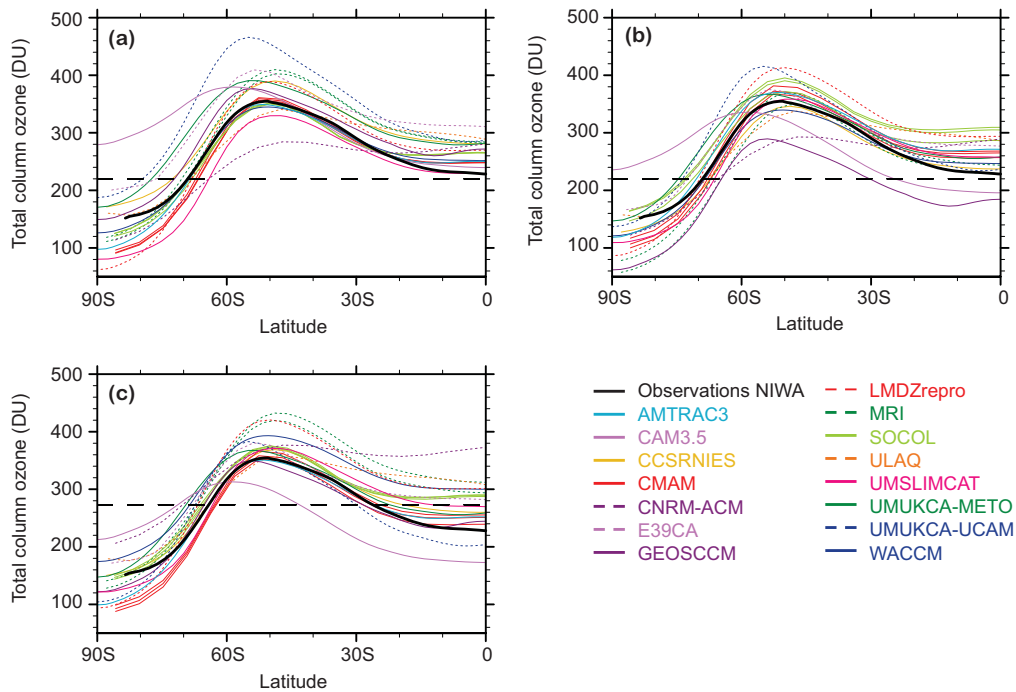 (a)
Total column ozone (DU)
500
400
300
200
100
90S 60S 30S 0
Latitude
(b)
Total column ozone (DU)
500
400
300
200
100
90S 60S 30S 0
Latitude
(c)
Total column ozone (DU)
500
400
300
200
100
90S 60S 30S 0
Latitude
Observations NIWA
AMTRAC3
CAM3.5
CCSRNIES
CMAM
CNRM-ACM
E39CA
GEOSCCM
LMDZrepro
MRI
SOCOL
ULAQ
UMSLIMCAT
UMUKCA-METO
UMUKCA-UCAM
WACCM